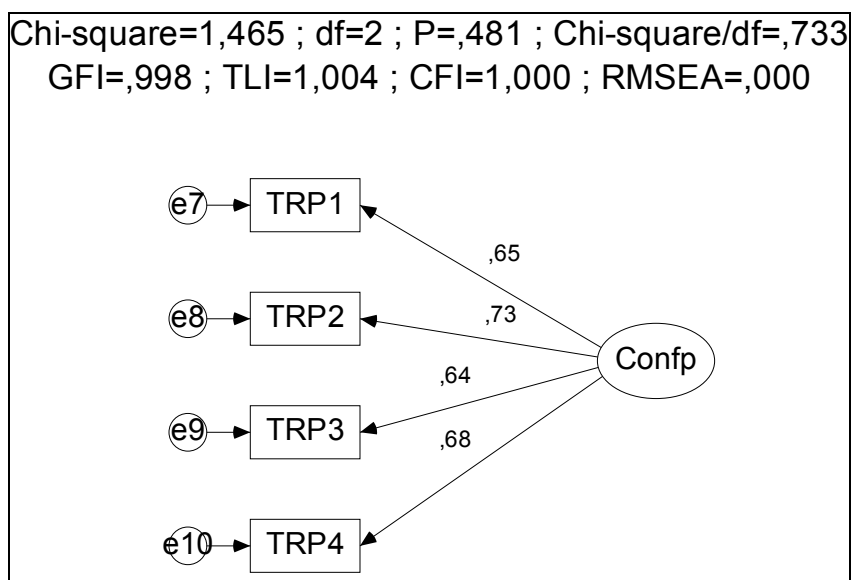 Chi-square=1,465 ; df=2 ; P=,481 ; Chi-square/df=,733
GFI=,998 ; TLI=1,004 ; CFI=1,000 ; RMSEA=,000
e7 TRP1
,65
e8 TRP2
,73
Confp
,64
e9 TRP3
,68
e10 TRP4